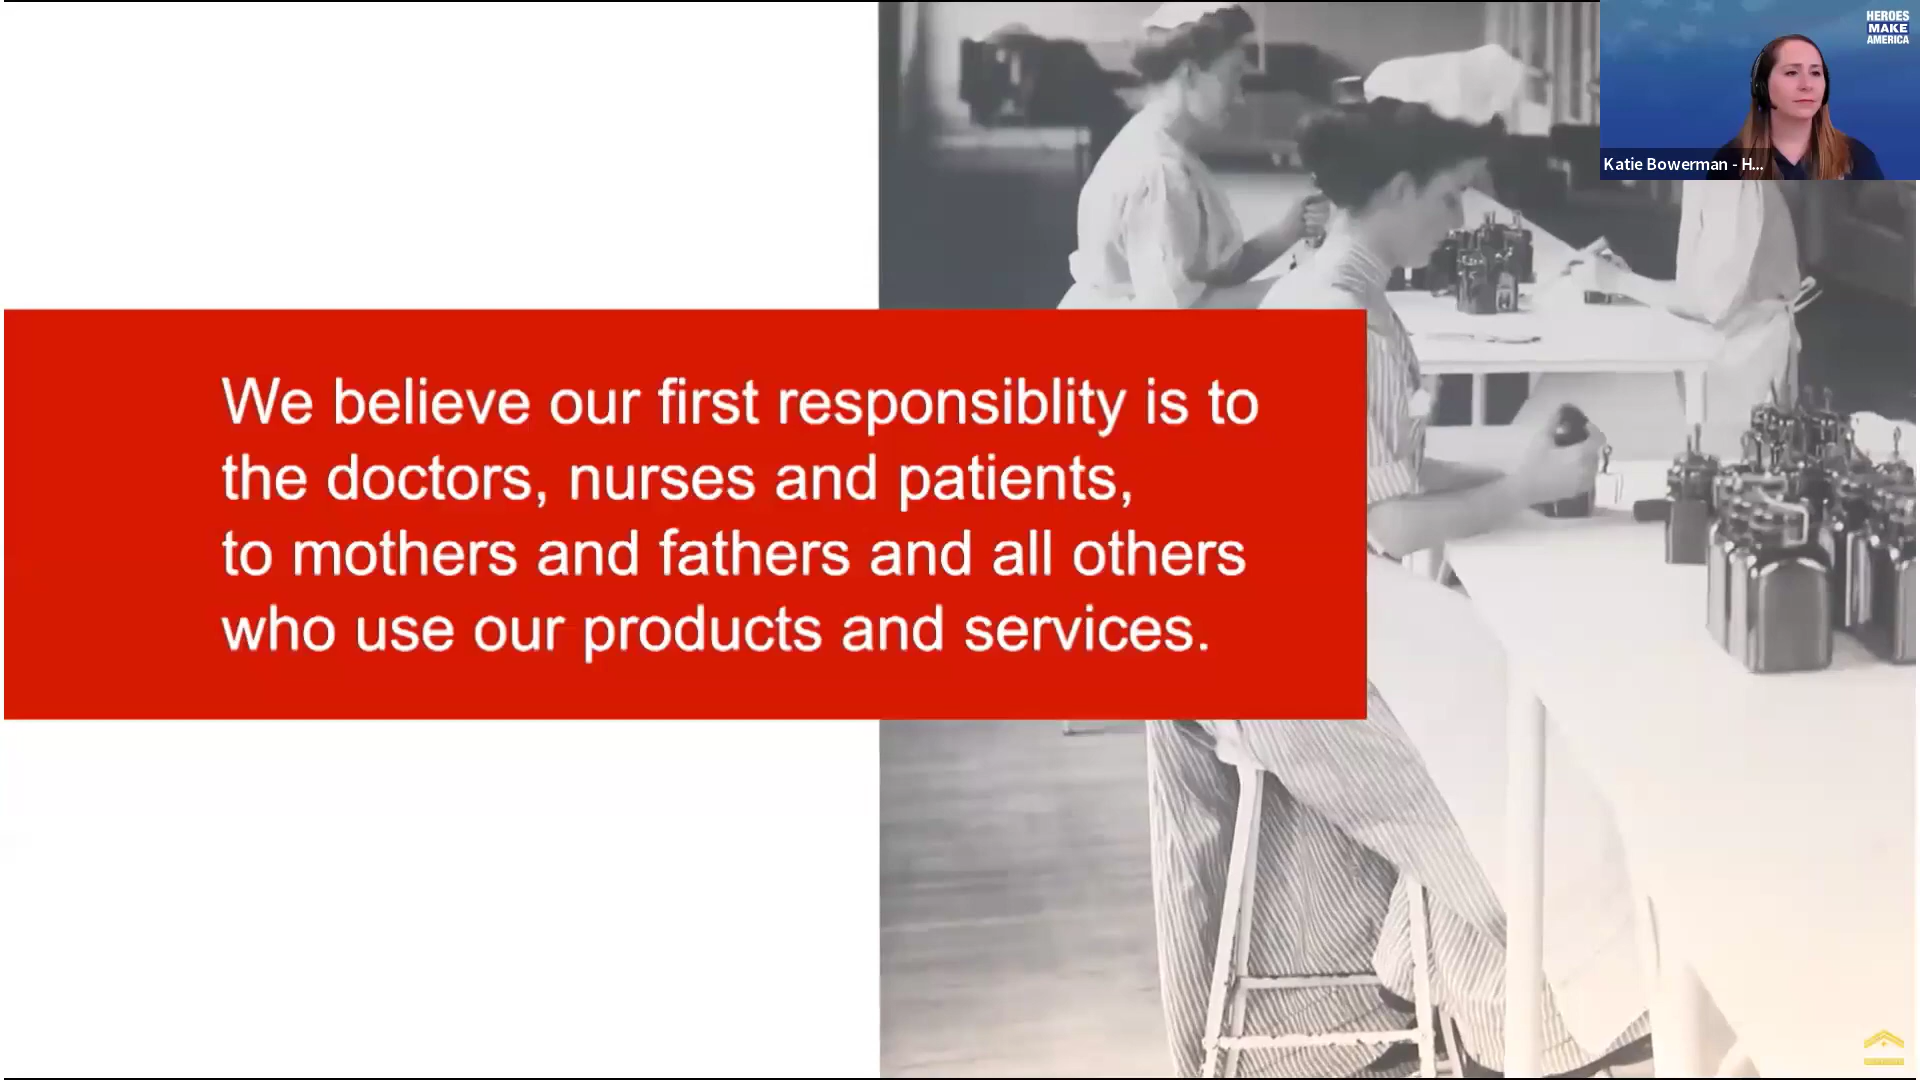 HEROES
MAKE
AMERICA
Katie Bowerman - H...
We believe our first responsiblity is to
the doctors, nurses and patients,
to mothers and fathers and all others
who use our products and services.